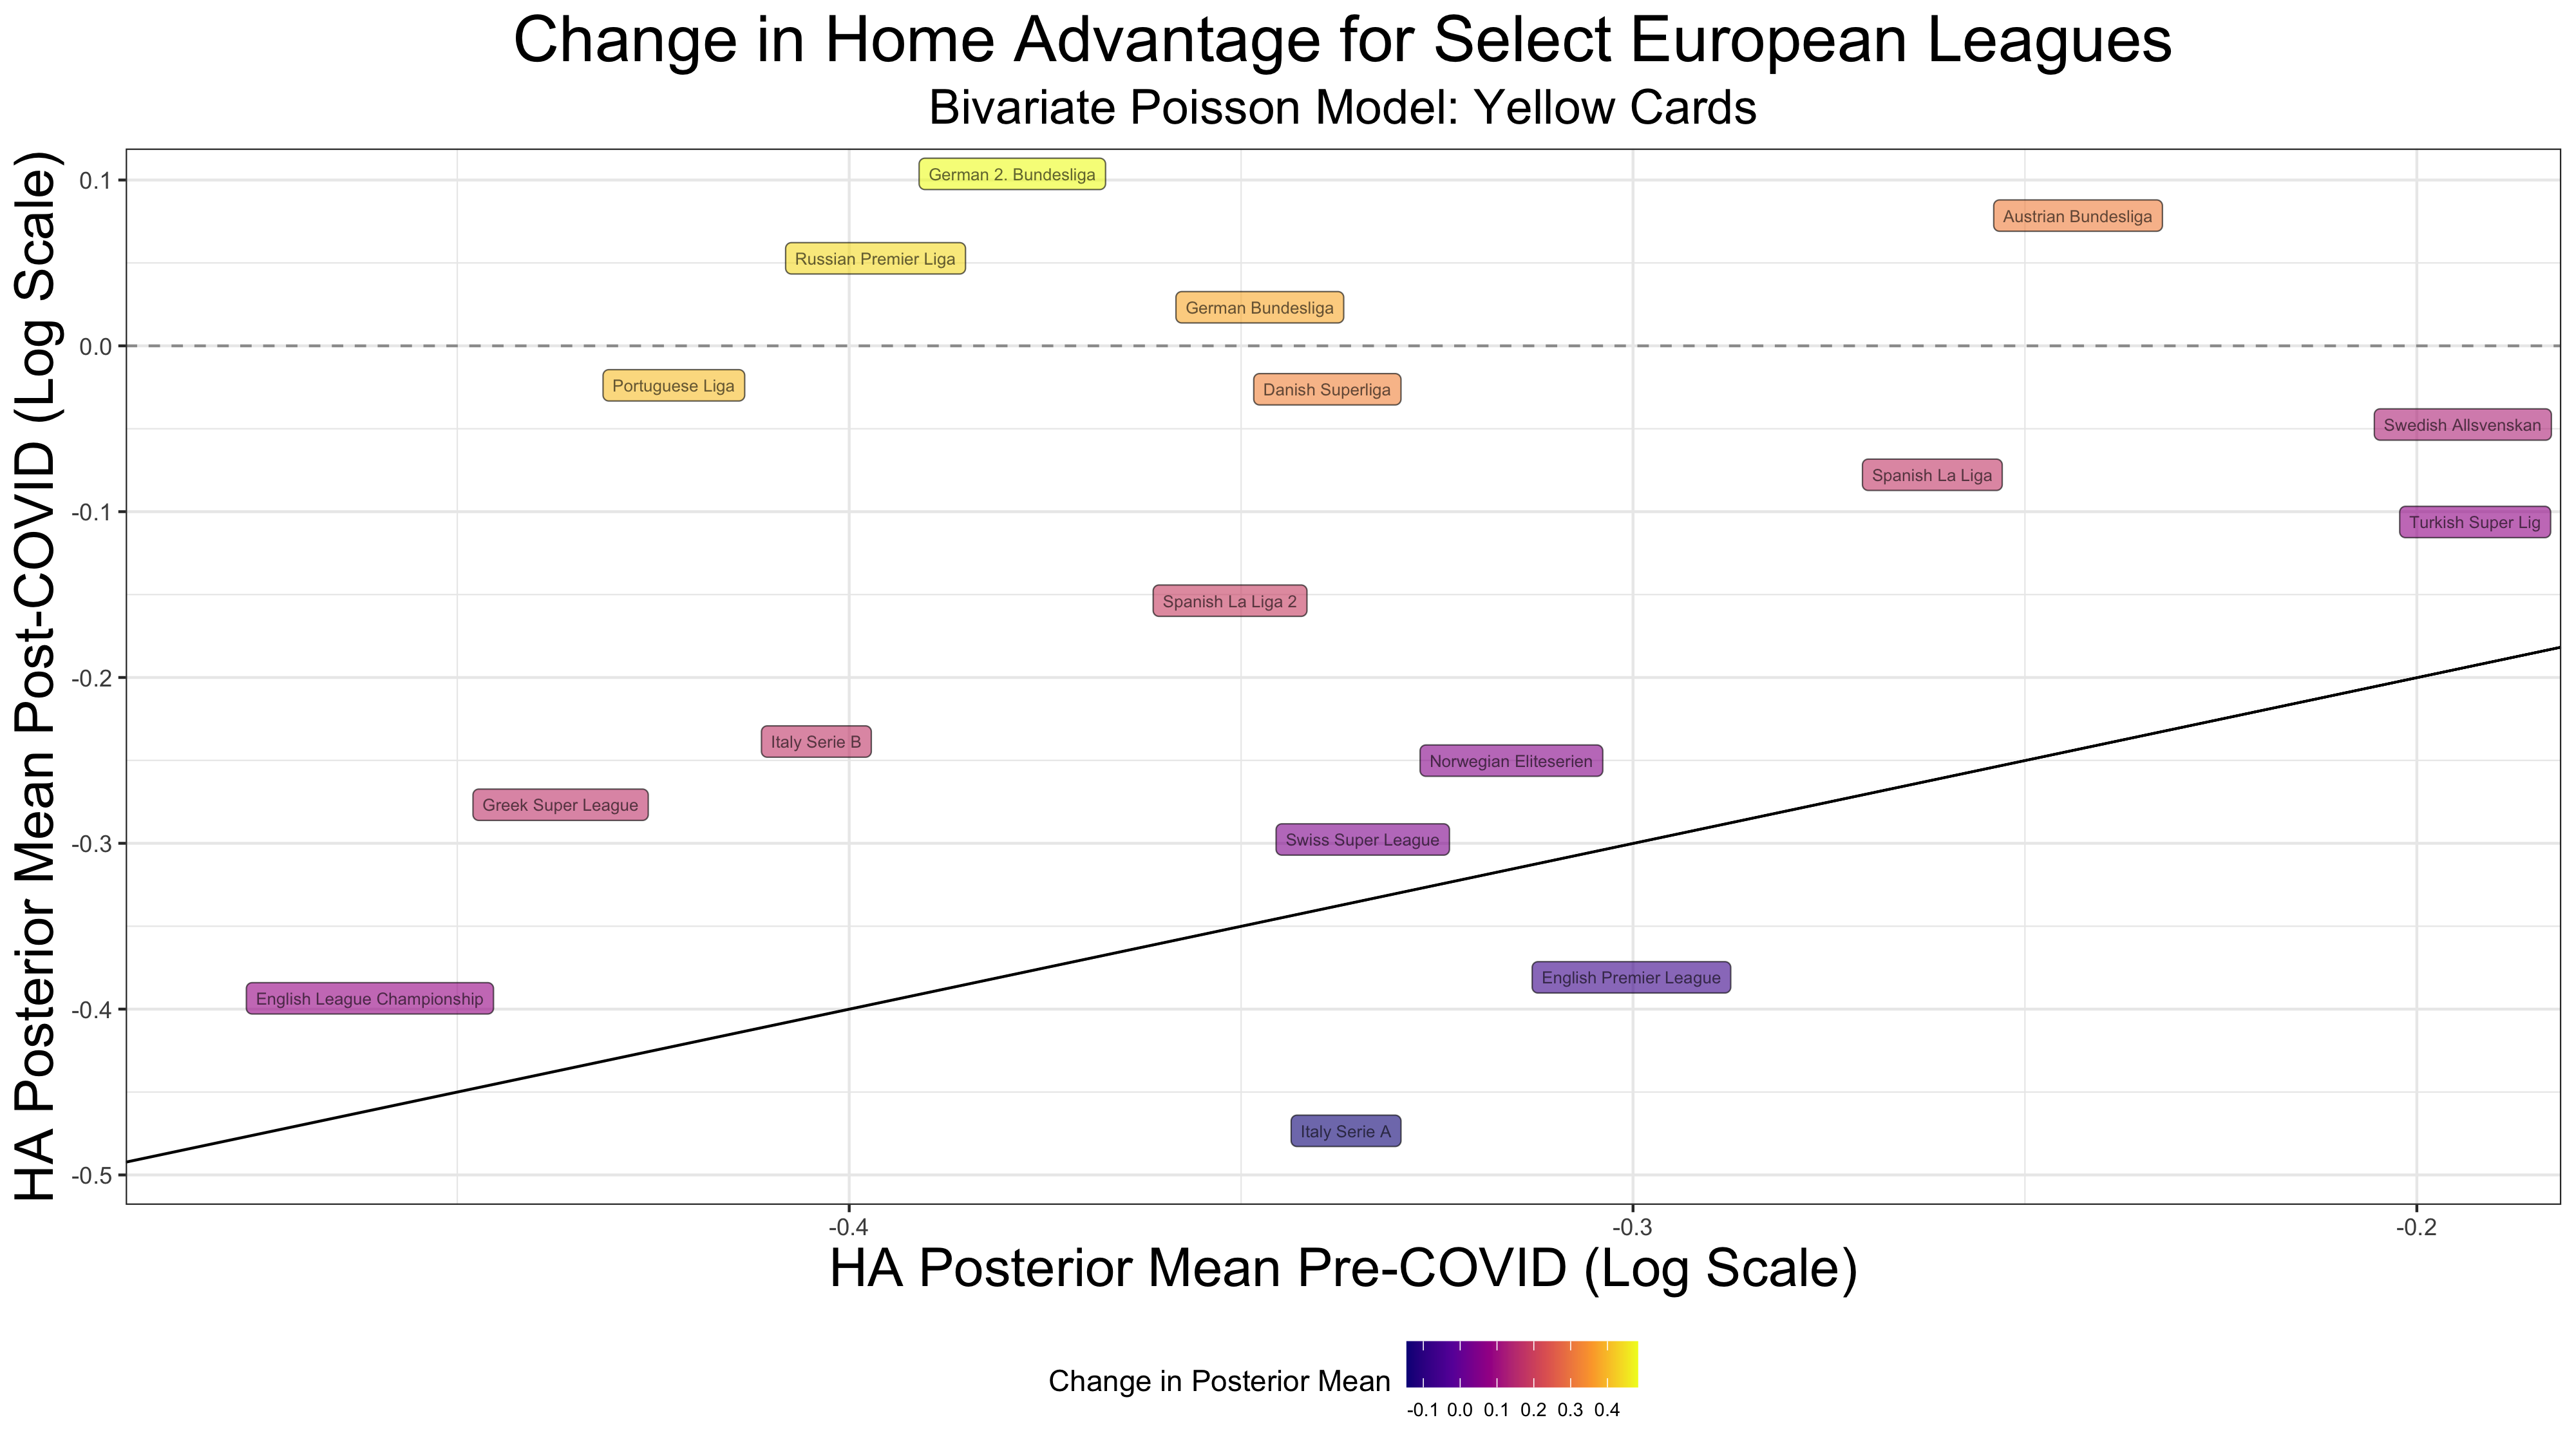 Change in Home Advantage for Select European Leagues
Bivariate Poisson Model: Yellow Cards
HA Posterior Mean Post-COVID (Log Scale)
0.1
0.0
-0.1
-0.2
-0.3
-0.4
-0.5
German 2. Bundesliga
Austrian Bundesliga
Russian Premier Liga
German Bundesliga
Portuguese Liga
Danish Superliga
Swedish Allsvenskan
Spanish La Liga
Turkish Super Lig
Spanish La Liga 2
Italy Serie B
Norwegian Eliteserien
Greek Super League
Swiss Super League
English Premier League
English League Championship
Italy Serie A
-0.4 -0.3 -0.2
HA Posterior Mean Pre-COVID (Log Scale)
Change in Posterior Mean
-0.1 0.0 0.1 0.2 0.3 0.4